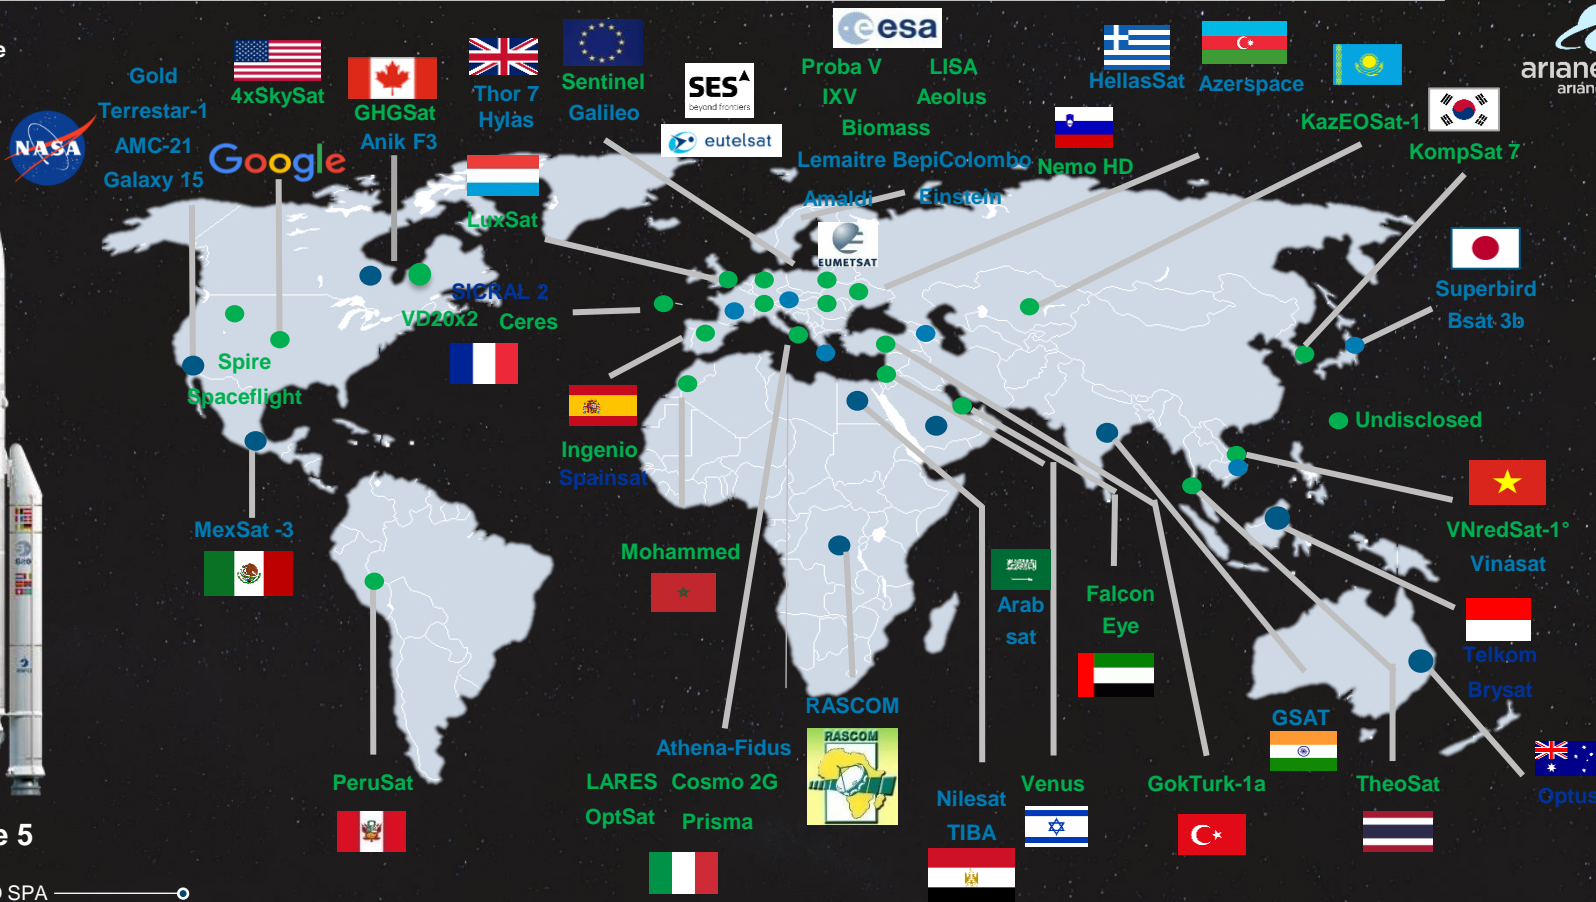 e
NASA
Gold
Terrestar-1
AMC-21
Galaxy 15
4xSkySat
Google
GHGSat
Anik F3
Thor 7
Hylas
LuxSat
Sentinel
Galileo
SES
beyond frontiers
eutelsat
esa
Proba V LISA
IXV Aeolus
Biomass
Lemaitre BepiColombo
Amaldi Einstein
EUMETSAT
Nemo HD
HellasSat
Azerspace
KazEOSat-1
KompSat 7
ariane
ariane
Superbird
Bsat 3b
SICRAL 2
VD20x2 Ceres
Spire
Spaceflight
Ingenio
Spainsat
Undisclosed
MexSat -3
VNredSat-1°
Vinasat
Mohammed
Arab
sat
Falcon
Eye
Telkom
Brysat
RASCOM
RASCOM
GSAT
Athena-Fidus
LARES Cosmo 2G
OptSat Prisma
PeruSat
Nilesat
TIBA
Venus
GokTurk-1a
TheoSat
Optus
e 5
SPA